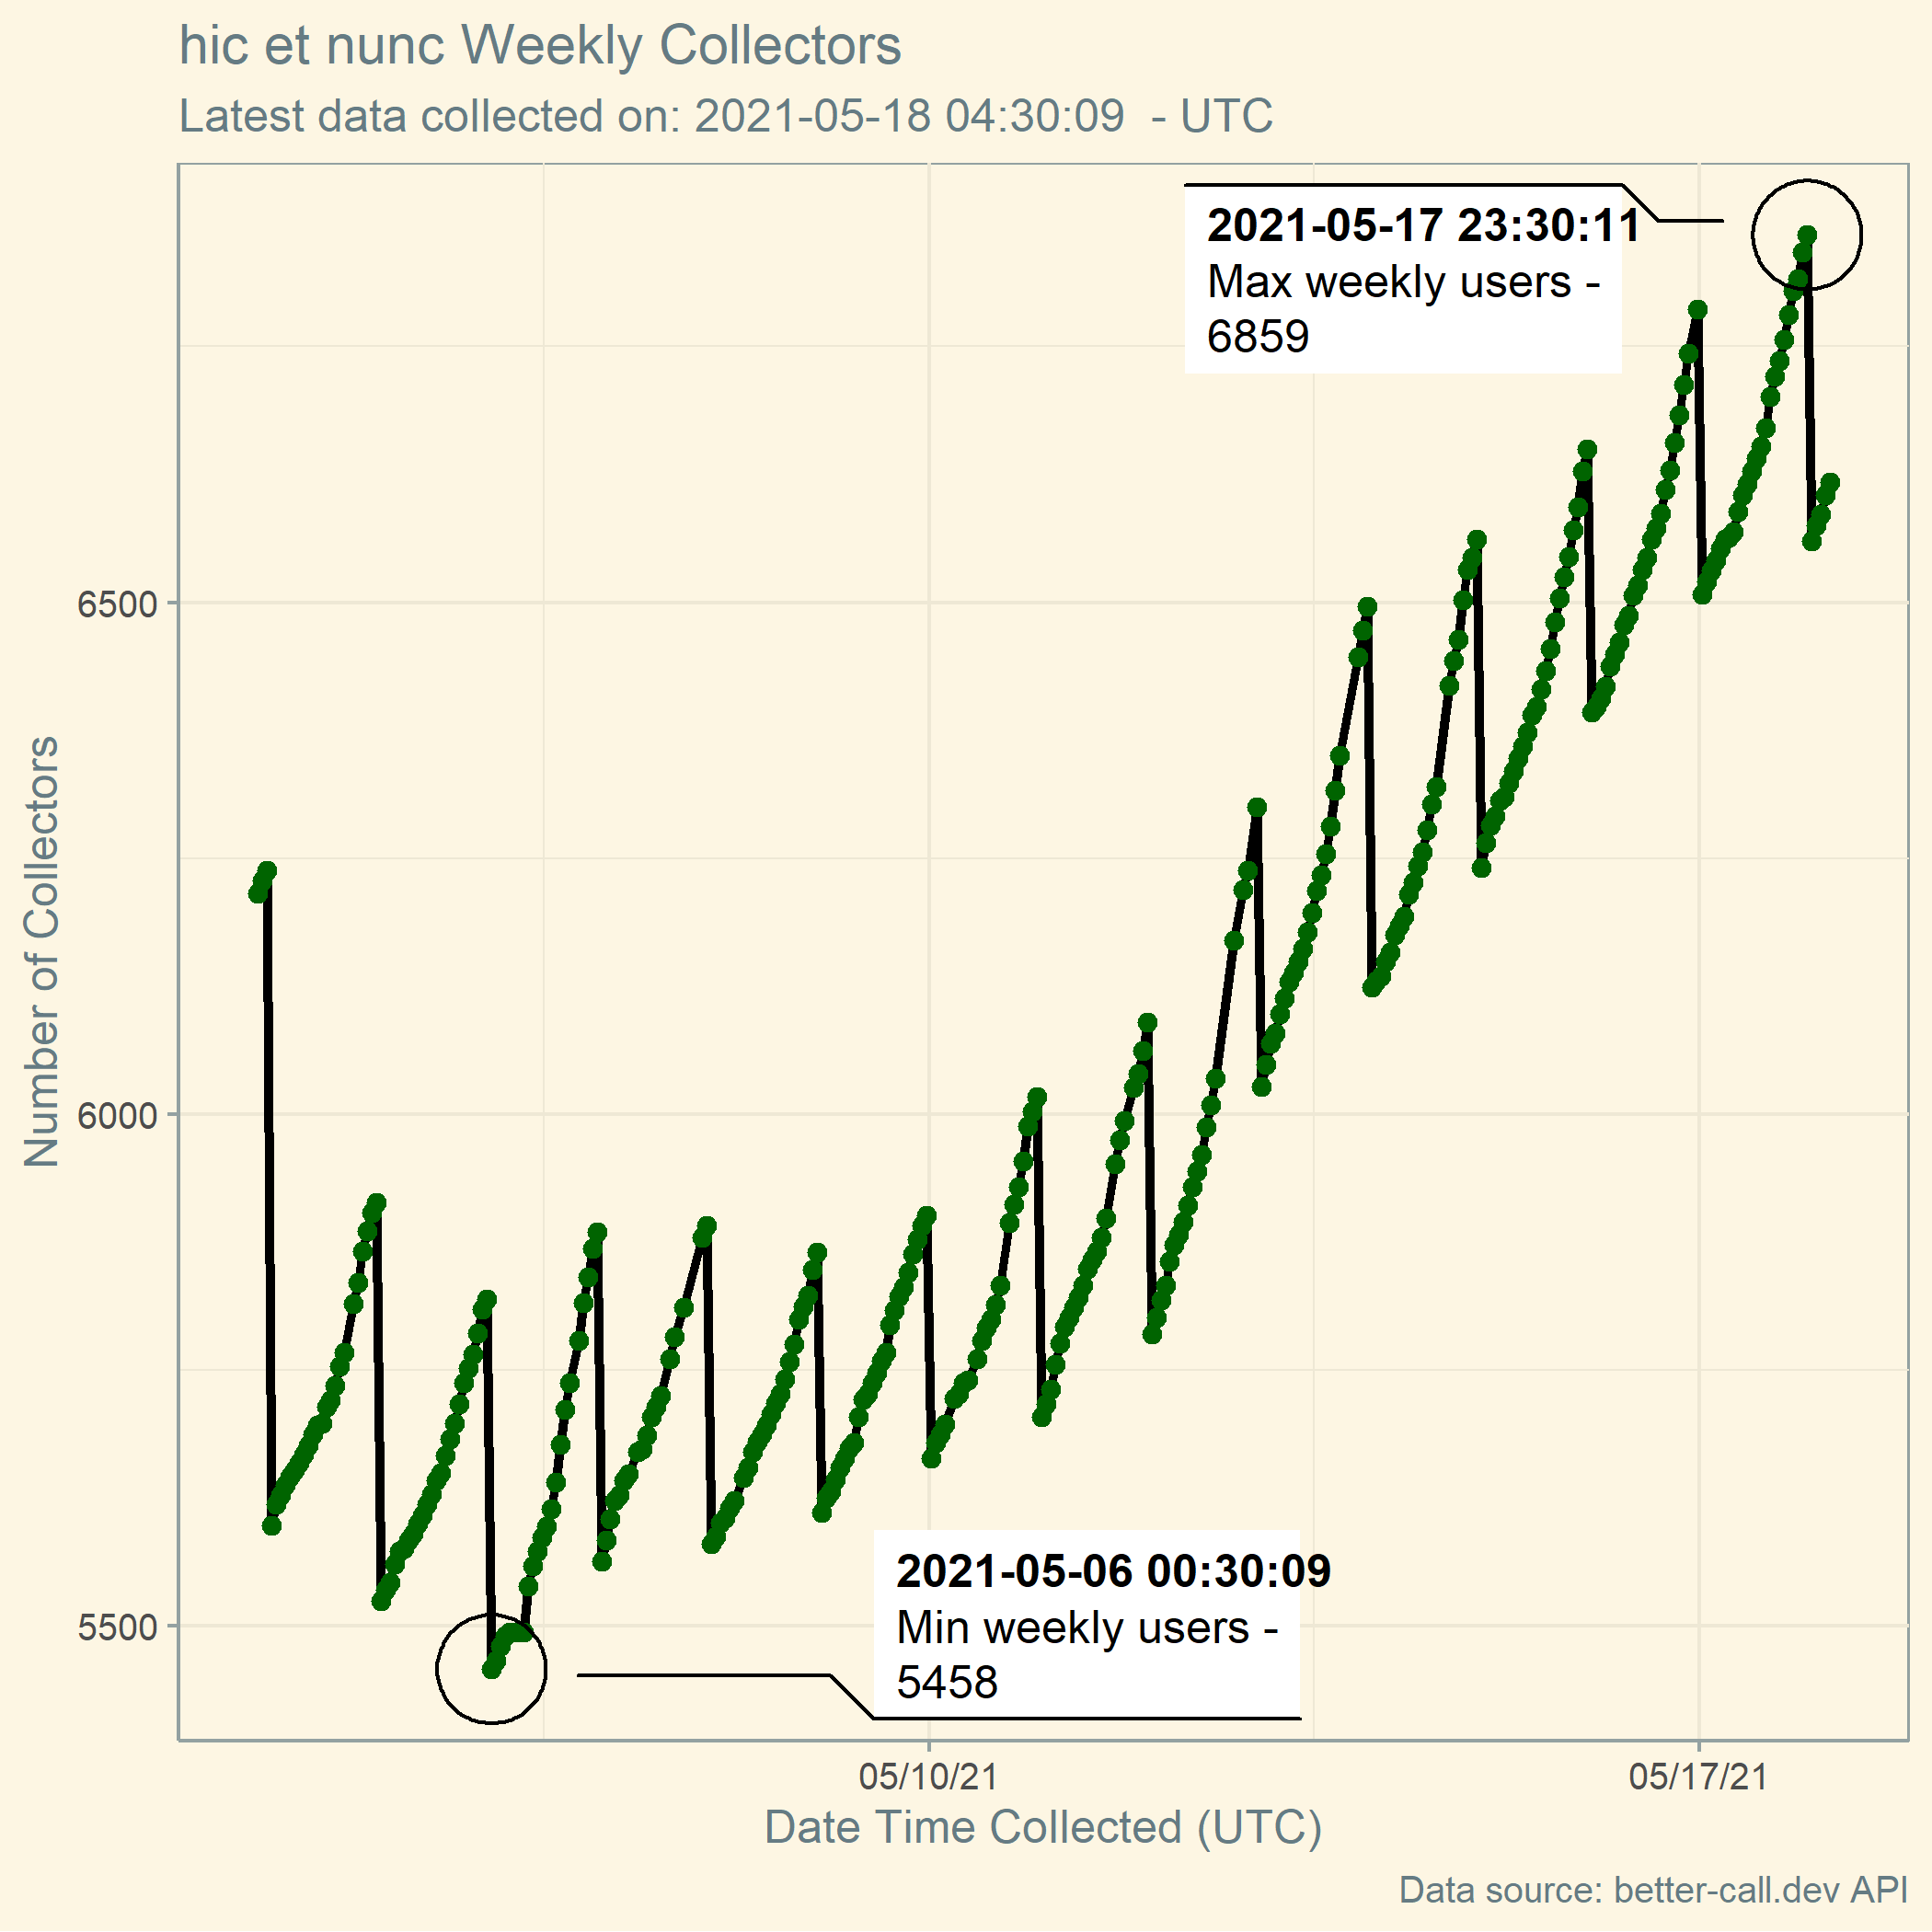 hic et nunc Weekly Collectors
Latest data collected on: 2021-05-18 04:30:09  - UTC
2021-05-17 23:30:11
Max weekly users -
6859
6500
6000
5500
Number of Collectors
2021-05-06 00:30:09
Min weekly users -
5458
05/10/21
05/17/21
Date Time Collected (UTC)
Data source: better-call.dev API